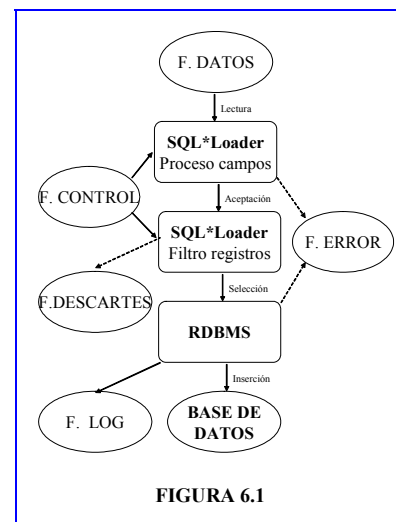 F. DATOS
Lectura
SQL*Loader
Proceso campos
F. CONTROL
Aceptación
SQL*Loader
Filtro registros
F. ERROR
F.DESCARTES
Selección
RDBMS
Inserción
F. LOG
BASE DE
DATOS
FIGURA 6.1